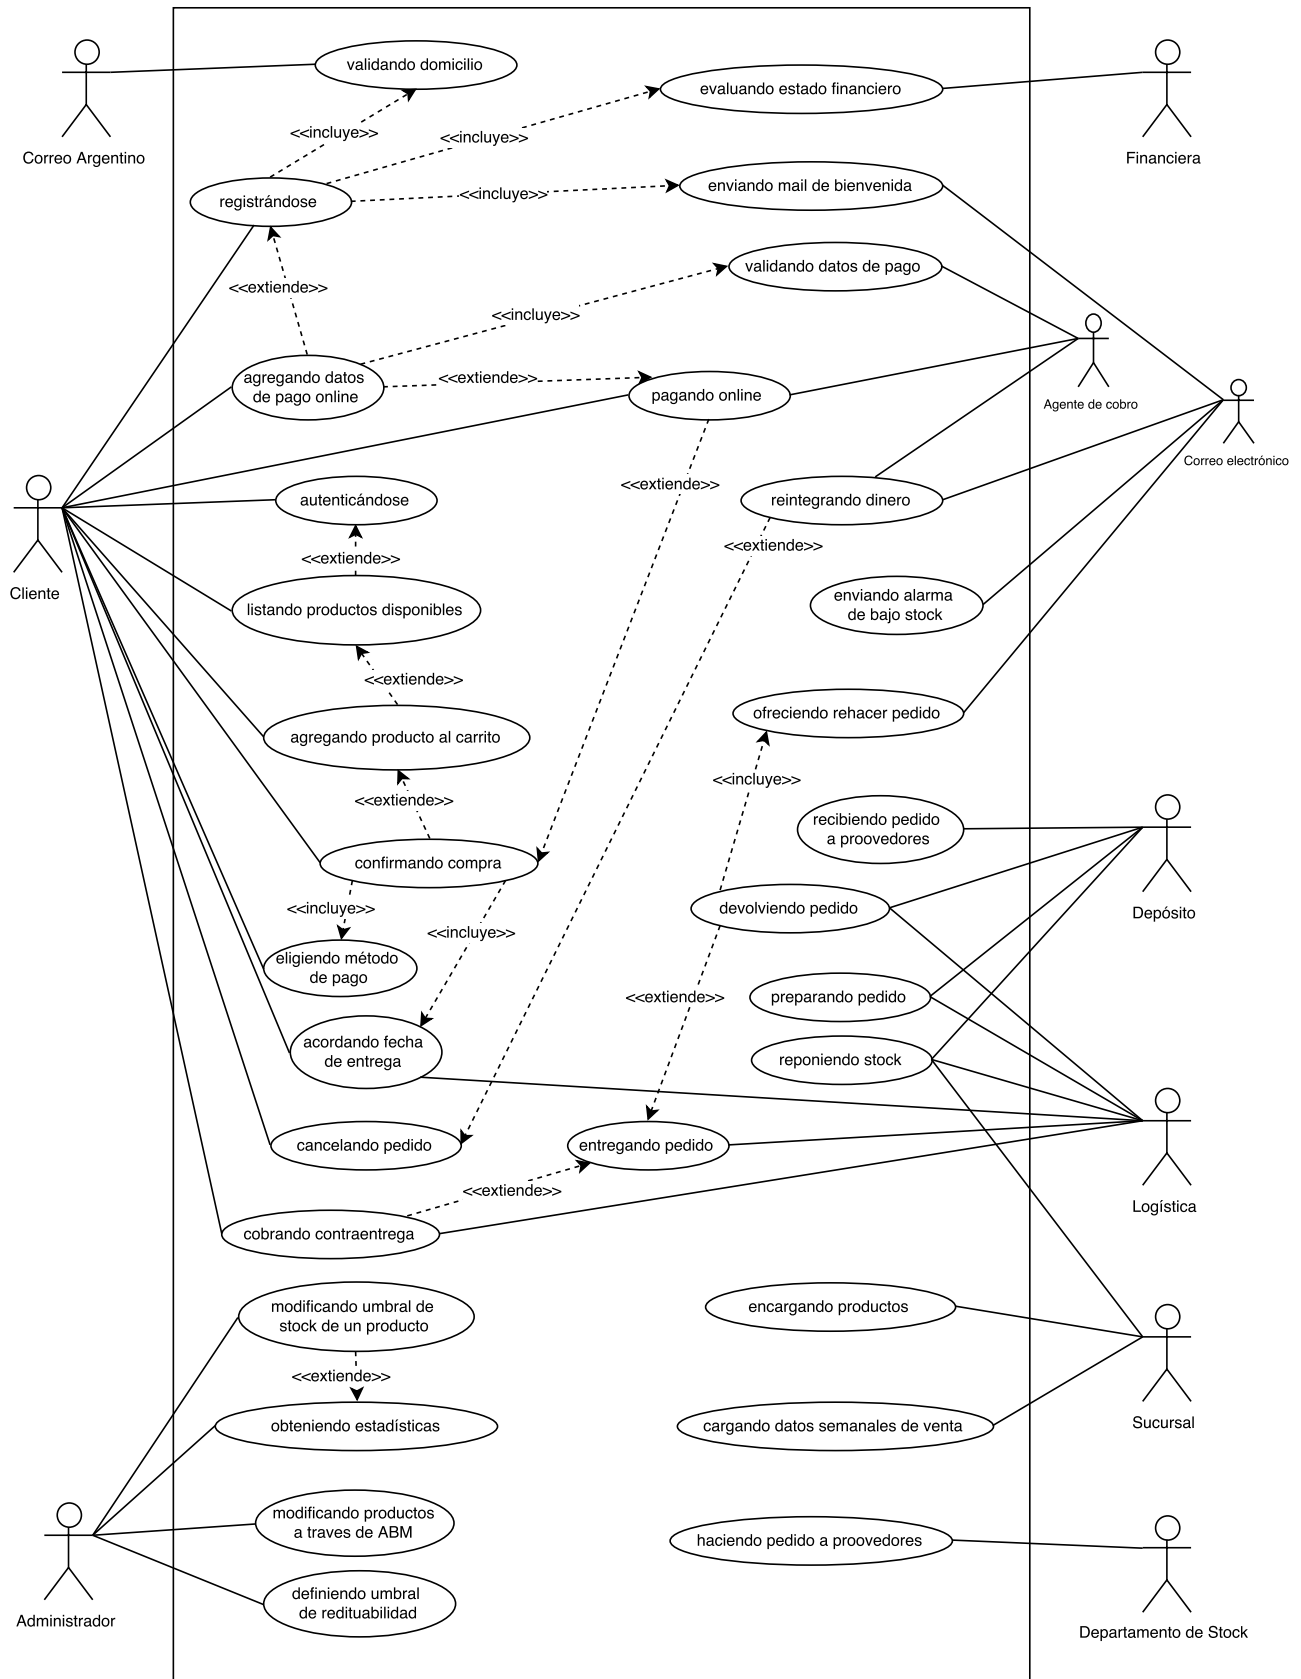 validando domicilio
evaluando estado financiero
<<incluye>>
<<incluye>>
Correo Argentino
Financiera
registrándose
<<incluye>>
enviando mail de bienvenida
validando datos de pago
<<extiende>>
<<incluye>>
agregando datos
de pago online
<<extiende>>
pagando online
Agente de cobro
Correo electrónico
<<extiende>>
autenticándose
reintegrando dinero
<<extiende>>
<<extiende>>
Cliente
listando productos disponibles
enviando alarma
de bajo stock
<<extiende>>
ofreciendo rehacer pedido
agregando producto al carrito
<<incluye>>
<<extiende>>
recibiendo pedido
a proovedores
confirmando compra
<<incluye>>
devolviendo pedido
Depósito
<<incluye>>
eligiendo método
de pago
<<extiende>>
preparando pedido
acordando fecha
de entrega
reponiendo stock
cancelando pedido
entregando pedido
<<extiende>>
Logística
cobrando contraentrega
modificando umbral de
stock de un producto
encargando productos
<<extiende>>
obteniendo estadísticas
cargando datos semanales de venta
Sucursal
modificando productos
a traves de ABM
haciendo pedido a proovedores
definiendo umbral
de redituabilidad
Administrador
Departamento de Stock